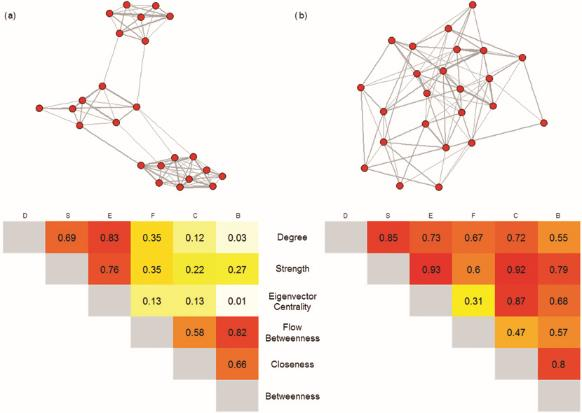 (a) (b)
D S E F C B D S E F C B
0.69 0.83 0.35 0.12 0.03 Degree 0.85 0.73 0.67 0.72 0.55
0.76 0.35 0.22 0.27 Strength 0.93 0.6 0.92 0.79
0.13 0.13 0.01 Eigenvector Centrality 0.31 0.87 0.68
0.58 0.82 Flow Betweenness 0.47 0.57
0.66 Closeness 0.8
Betweenness